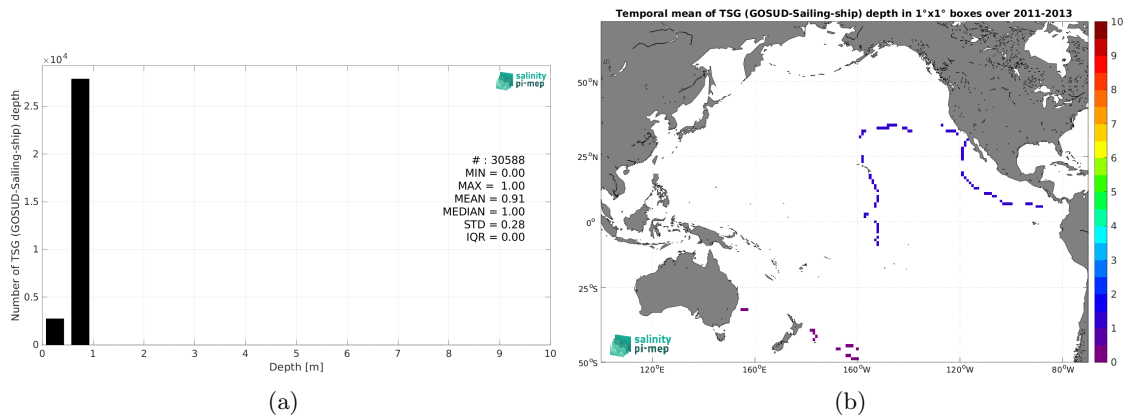 ×10⁴
2.5
2
1.5
1
0.5
0
Number of TSG (GOSUD-Sailing-ship) depth
salinity
pi-mep
# : 30588
MIN = 0.00
MAX = 1.00
MEAN = 0.91
MEDIAN = 1.00
STD = 0.28
IQR = 0.00
0 1 2 3 4 5 6 7 8 9 10
Depth [m]
(a)
Temporal mean of TSG (GOSUD-Sailing-ship) depth in 1°x1° boxes over 2011-2013
50°N
25°N
0°
25°S
50°S
120°E 160°E 160°W 120°W 80°W
salinity
pi-mep
10
9
8
7
6
5
4
3
2
1
0
(b)